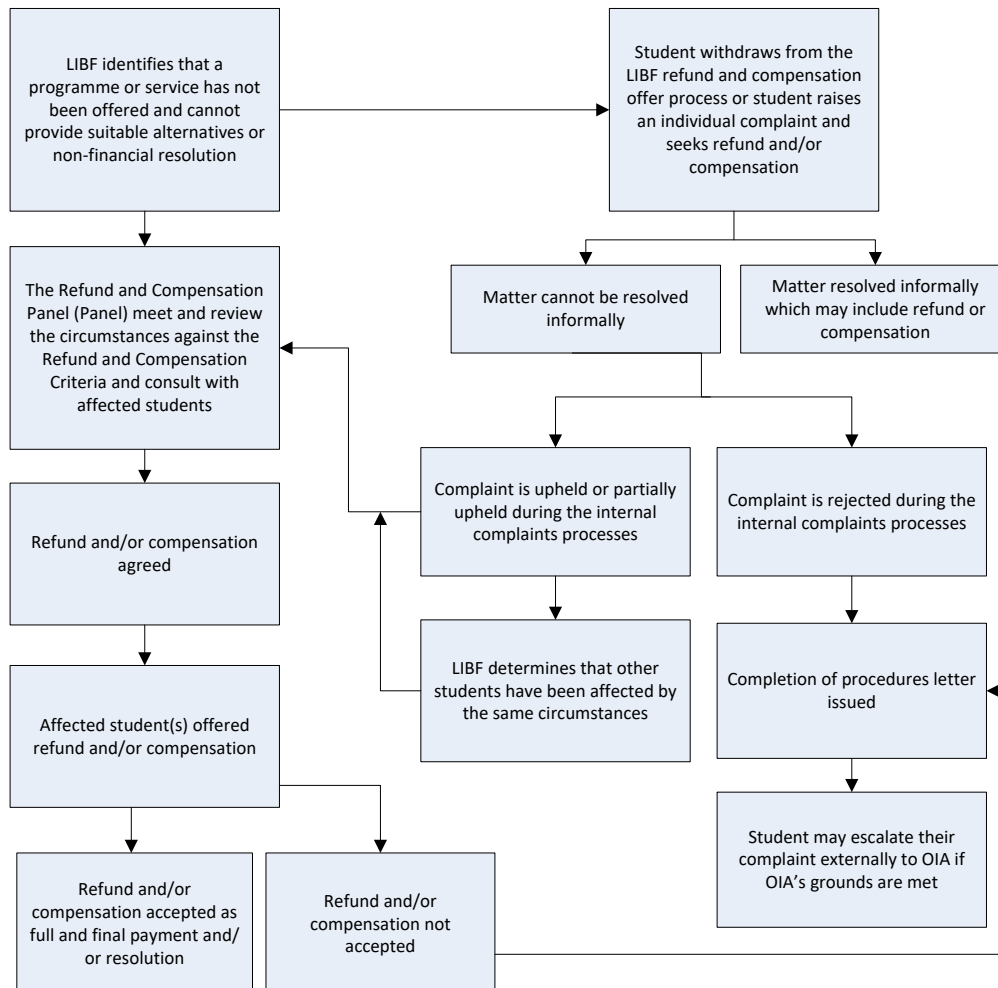 LIBF identifies that a
programme or service has not
been offered and cannot
provide suitable alternatives or
non-financial resolution
Student withdraws from the
LIBF refund and compensation
offer process or student raises
an individual complaint and
seeks refund and/or
compensation
The Refund and Compensation
Panel (Panel) meet and review
the circumstances against the
Refund and Compensation
Criteria and consult with
affected students
Matter cannot be resolved
informally
Matter resolved informally
which may include refund or
compensation
Refund and/or compensation
agreed
Complaint is upheld or partially
upheld during the internal
complaints processes
Complaint is rejected during the
internal complaints processes
Affected student(s) offered
refund and/or compensation
LIBF determines that other
students have been affected by
the same circumstances
Completion of procedures letter
issued
Refund and/or
compensation accepted as
full and final payment and/
or resolution
Refund and/or
compensation not
accepted
Student may escalate their
complaint externally to OIA if
OIA’s grounds are met